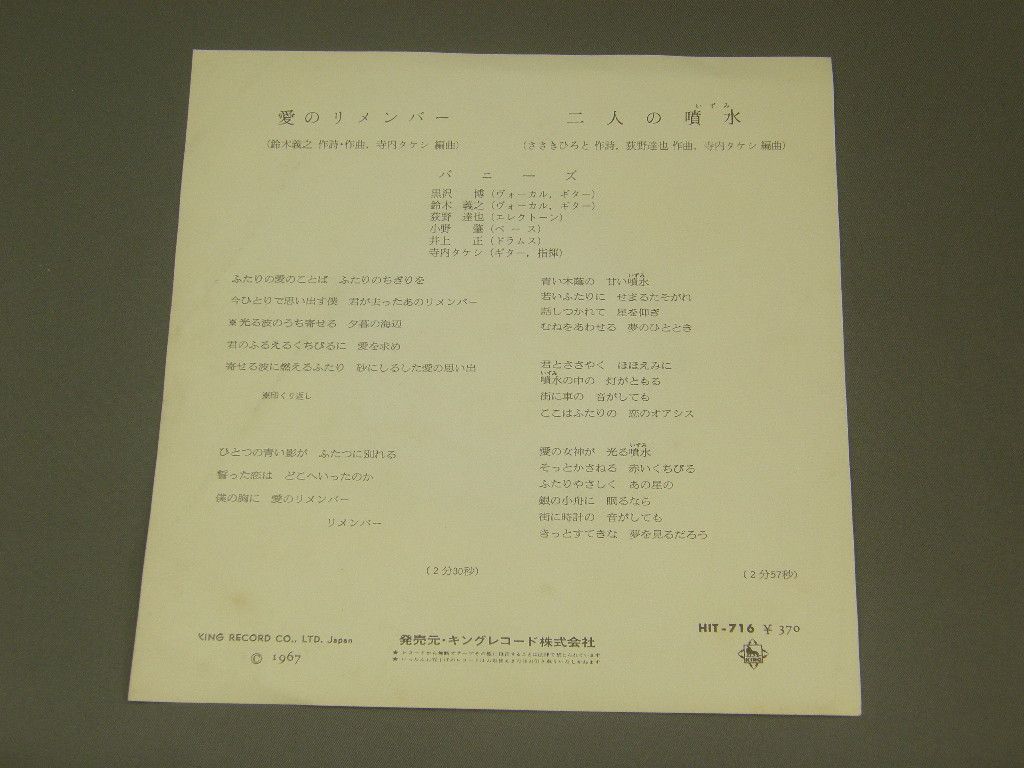 愛のリメンバー
(鈴木義之 作詩・作曲, 寺内タケシ 編曲)
いずみ
二人の噴水
(ささきひろと 作詩, 荻野達也 作曲, 寺内タケシ 編曲)
バニーズ
黒沢 博 (ヴォーカル, ギター)
鈴木 義之 (ヴォーカル, ギター)
荻野 達也 (エレクトーン)
小野 肇 (ベース)
井上 正 (ドラムス)
寺内タケシ (ギター, 指揮)
ふたりの愛のことば ふたりのちぎりを
今ひとりで思い出す僕 君が去ったあのリメンバー
※光る波のうち寄せる 夕暮の海辺
君のふるえるくちびるに 愛を求め
寄せる波に燃えるふたり 砂にしるした愛の思い出
※印くり返し
ひとつの青い影が ふたつに別れる
誓った恋は どこへいったのか
僕の胸に 愛のリメンバー
リメンバー
(2分30秒)
いずみ
青い木蔭の 甘い噴水
若いふたりに せまるたそがれ
話しつかれて 星を仰ぎ
むねをあわせる 夢のひととき
君とささやく ほほえみに
いずみ
噴水の中の 灯がともる
街に車の 音がしても
ここはふたりの 恋のオアシス
いずみ
愛の女神が 光る噴水
そっとかさねる 赤いくちびる
ふたりやさしく あの星の
銀の小舟に 眠るなら
街に時計の 音がしても
きっとすてきな 夢を見るだろう
(2分57秒)
KING RECORD CO., LTD. Japan
© 1967
発売元・キングレコード株式会社
HIT-716 ¥ 370
KING